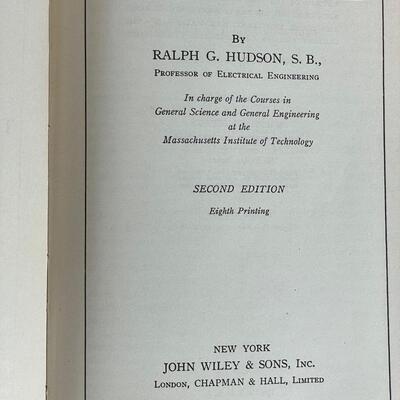 By
RALPH G. HUDSON, S. B.,
Professor of Electrical Engineering
In charge of the Courses in
General Science and General Engineering
at the
Massachusetts Institute of Technology
SECOND EDITION
Eighth Printing
NEW YORK
JOHN WILEY & SONS, Inc.
London, CHAPMAN & HALL, Limited